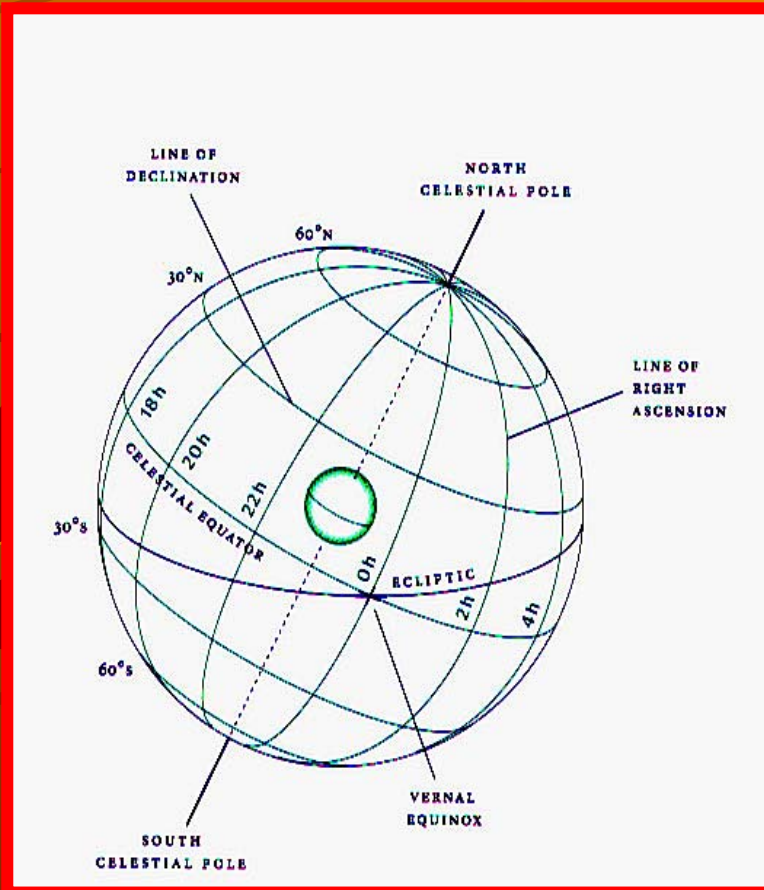 LINE OF
DECLINATION
NORTH
CELESTIAL POLE
60°N
30°N
LINE OF
RIGHT
ASCENSION
18h
20h
22h
CELESTIAL EQUATOR
30°S
0h
ECLIPTIC
2h
4h
60°S
VERNAL
EQUINOX
SOUTH
CELESTIAL POLE